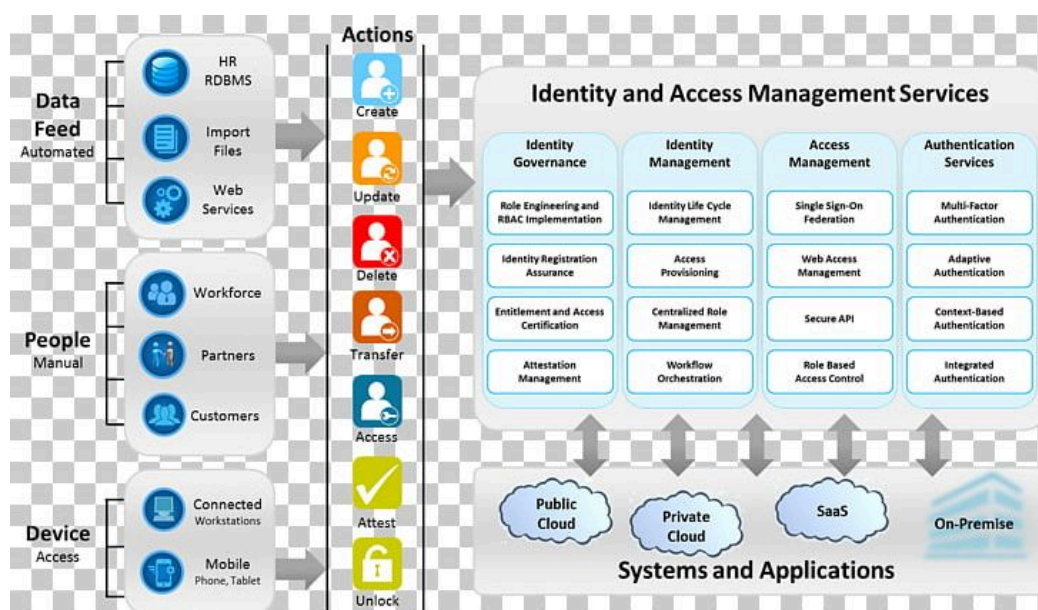 Data
Feed
Automated
HR
RDBMS
Import
Files
Web
Services
People
Manual
Workforce
Partners
Customers
Device
Access
Connected
Workstations
Mobile
Phone, Tablet
Actions
Create
Update
Delete
Transfer
Access
Attest
Unlock
Identity and Access Management Services
Identity
Governance
Role Engineering and
RBAC Implementation
Identity Registration
Assurance
Entitlement and Access
Certification
Attestation
Management
Identity
Management
Identity Life Cycle
Management
Access
Provisioning
Centralized Role
Management
Workflow
Orchestration
Access
Management
Single Sign-On
Federation
Web Access
Management
Secure API
Role Based
Access Control
Authentication
Services
Multi-Factor
Authentication
Adaptive
Authentication
Context-Based
Authentication
Integrated
Authentication
Public
Cloud
Private
Cloud
SaaS
On-Premise
Systems and Applications